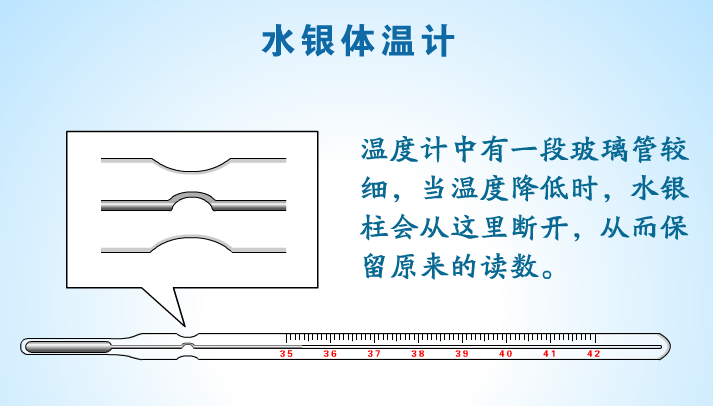 水银体温计
温度计中有一段玻璃管较
细，当温度降低时，水银
柱会从这里断开，从而保
留原来的读数。
35 36 37 38 39 40 41 42